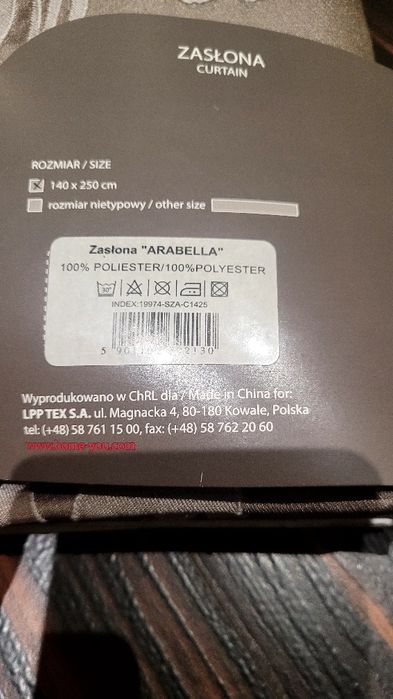 ZASŁONA
CURTAIN
ROZMIAR / SIZE
140 x 250 cm
rozmiar nietypowy / other size
Zasłona "ARABELLA"
100% POLIESTER/100%POLYESTER
30°
INDEX:19974-SZA-C1425
Wyprodukowano w ChRL dla / Made in China for:
LPP TEX S.A. ul. Magnacka 4, 80-180 Kowale, Polska
tel: (+48) 58 761 15 00, fax: (+48) 58 762 20 60
www.home-you.com